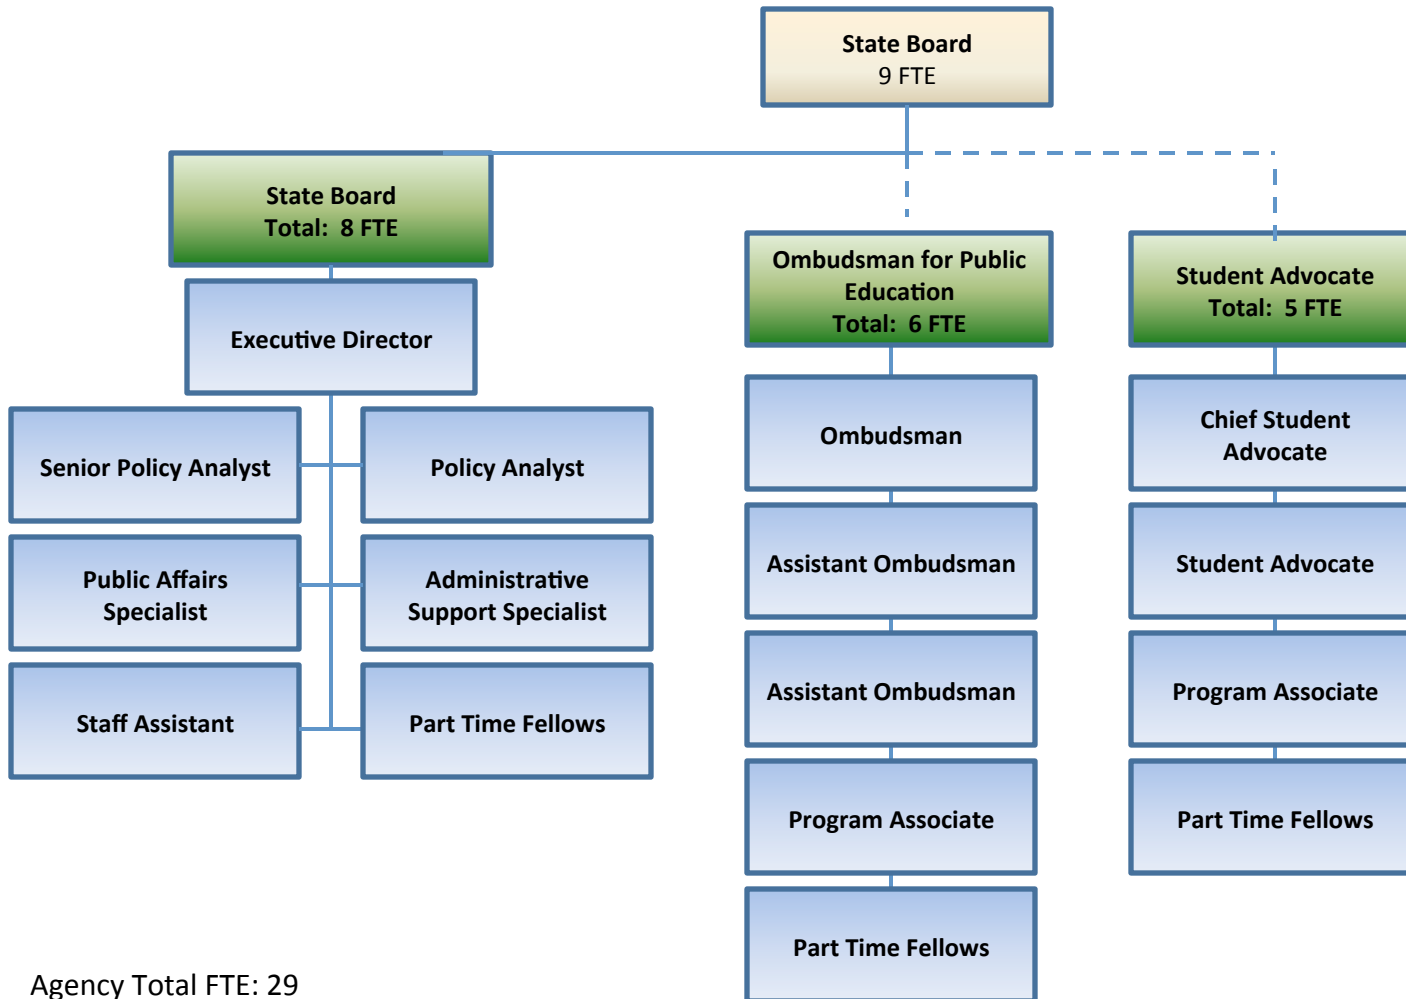 State Board
9 FTE
State Board
Total:  8 FTE
Executive Director
Senior Policy Analyst
Policy Analyst
Public Affairs
Specialist
Administrative
Support Specialist
Staff Assistant
Part Time Fellows
Ombudsman for Public
Education
Total:  6 FTE
Ombudsman
Assistant Ombudsman
Assistant Ombudsman
Program Associate
Part Time Fellows
Student Advocate
Total:  5 FTE
Chief Student
Advocate
Student Advocate
Program Associate
Part Time Fellows
Agency Total FTE: 29